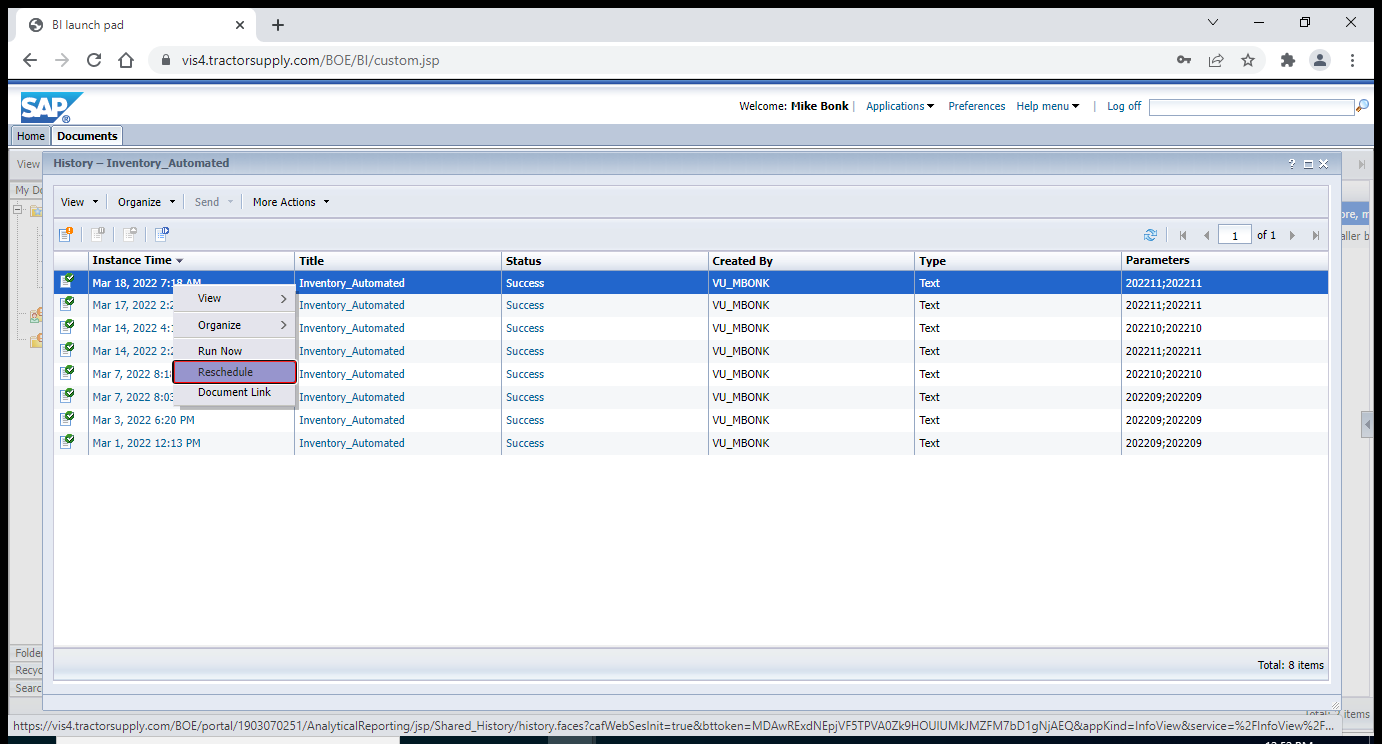 BI launch pad
vis4.tractorsupply.com/BOE/BI/custom.jsp
SAP ®
Welcome: Mike Bonk | Applications Preferences Help menu | Log off
Home Documents
View
History – Inventory_Automated
?
My Do
View Organize Send More Actions
ore, m
aller b
1 of 1
Instance Time Title Status Created By Type Parameters
Mar 18, 2022 7:18 AM Inventory_Automated Success VU_MBONK Text 202211;202211
Mar 17, 2022 2:2 Inventory_Automated Success VU_MBONK Text 202211;202211
Mar 14, 2022 4:1 Inventory_Automated Success VU_MBONK Text 202210;202210
Mar 14, 2022 2:2 Inventory_Automated Success VU_MBONK Text 202211;202211
Mar 7, 2022 8:18 Inventory_Automated Success VU_MBONK Text 202210;202210
Mar 7, 2022 8:03 Inventory_Automated Success VU_MBONK Text 202209;202209
Mar 3, 2022 6:20 PM Inventory_Automated Success VU_MBONK Text 202209;202209
Mar 1, 2022 12:13 PM Inventory_Automated Success VU_MBONK Text 202209;202209
View
Organize
Run Now
Reschedule
Document Link
Folder
Recyc
Searc
Total: 8 items
Total: 7 items
https://vis4.tractorsupply.com/BOE/portal/1903070251/AnalyticalReporting/jsp/Shared_History/history.faces?cafWebSesInit=true&bttoken=MDAwRExdNEpjVF5TPVA0Zk9HOUlUMkJMZFM7bD1gNjAEQ&appKind=InfoView&service=%2FInfoView%2F...